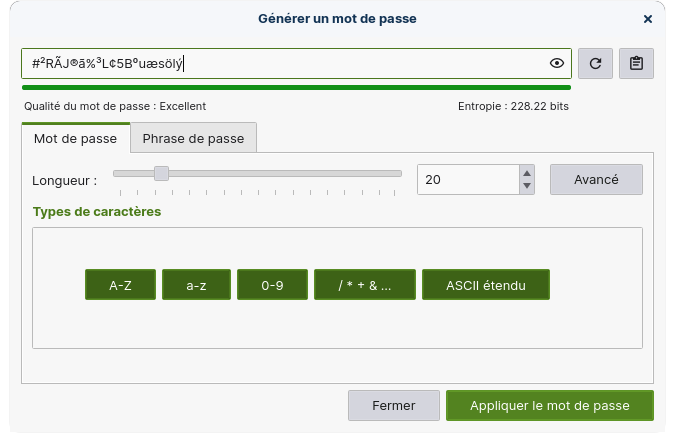 Générer un mot de passe
#²RÃJ®ã%³L¢5BºuæsölÝ
Qualité du mot de passe : Excellent
Entropie : 228.22 bits
Mot de passe
Phrase de passe
Longueur :
20
Avancé
Types de caractères
A-Z
a-z
0-9
/ * + & ...
ASCII étendu
Fermer
Appliquer le mot de passe